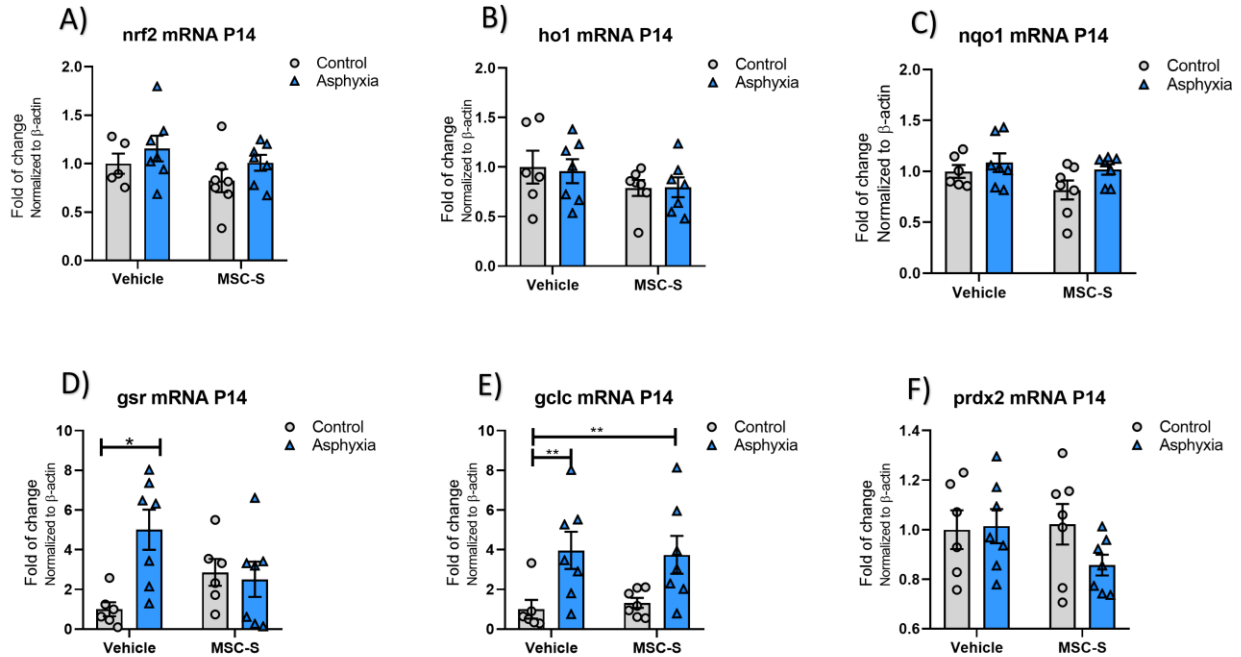 A)
nrf2 mRNA P14
Control
Asphyxia
Fold of change
Normalized to β-actin
2.0
1.5
1.0
0.5
0.0
Vehicle
MSC-S
B)
ho1 mRNA P14
Control
Asphyxia
Fold of change
Normalized to β-actin
2.0
1.5
1.0
0.5
0.0
Vehicle
MSC-S
C)
nqo1 mRNA P14
Control
Asphyxia
Fold of change
Normalized to β-actin
2.0
1.5
1.0
0.5
0.0
Vehicle
MSC-S
D)
gsr mRNA P14
Control
Asphyxia
Fold of change
Normalized to β-actin
10
8
6
4
2
0
*
Vehicle
MSC-S
E)
gclc mRNA P14
Control
Asphyxia
Fold of change
Normalized to β-actin
10
8
6
4
2
0
**
**
Vehicle
MSC-S
F)
prdx2 mRNA P14
Control
Asphyxia
Fold of change
Normalized to β-actin
1.4
1.2
1.0
0.8
0.6
Vehicle
MSC-S